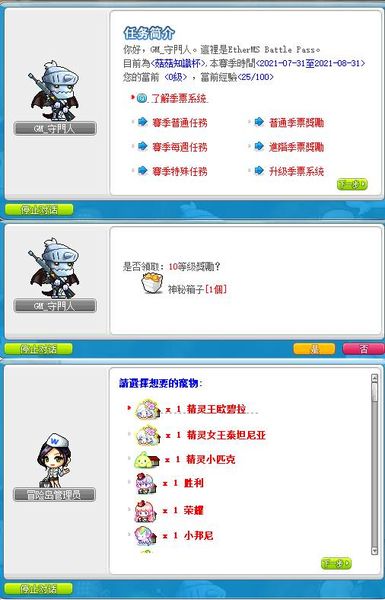 任务简介
你好, GM_守門人。這裡是EtherMS Battle Pass。
目前為<菇菇知識杯>.本賽季時間<2021-07-31至2021-08-31>
您的當前 <0級> , 當前經驗<25/100>
了解季票系统
賽季普通任務 普通季票獎勵
賽季每週任務 進階季票獎勵
賽季特殊任務 升級季票系統
GM_守門人
下一步
停止对话
是否領取: 10等級獎勵?
神秘箱子[1個]
GM_守門人
停止对话 是 否
請選擇想要的寵物:
x 1 精灵王欧碧拉
x 1 精灵女王泰坦尼亚
x 1 精灵小匹克
x 1 胜利
x 1 荣耀
x 1 小邦尼
W
冒险岛管理员
下一步
停止对话